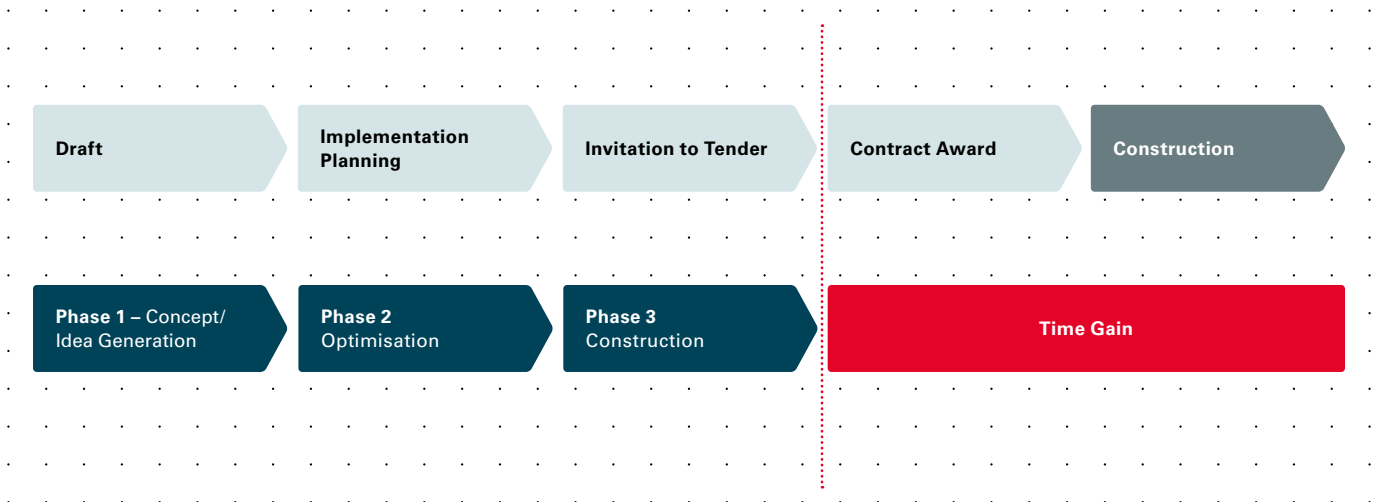 Draft
Implementation
Planning
Invitation to Tender
Contract Award
Construction
Phase 1 – Concept/
Idea Generation
Phase 2
Optimisation
Phase 3
Construction
Time Gain